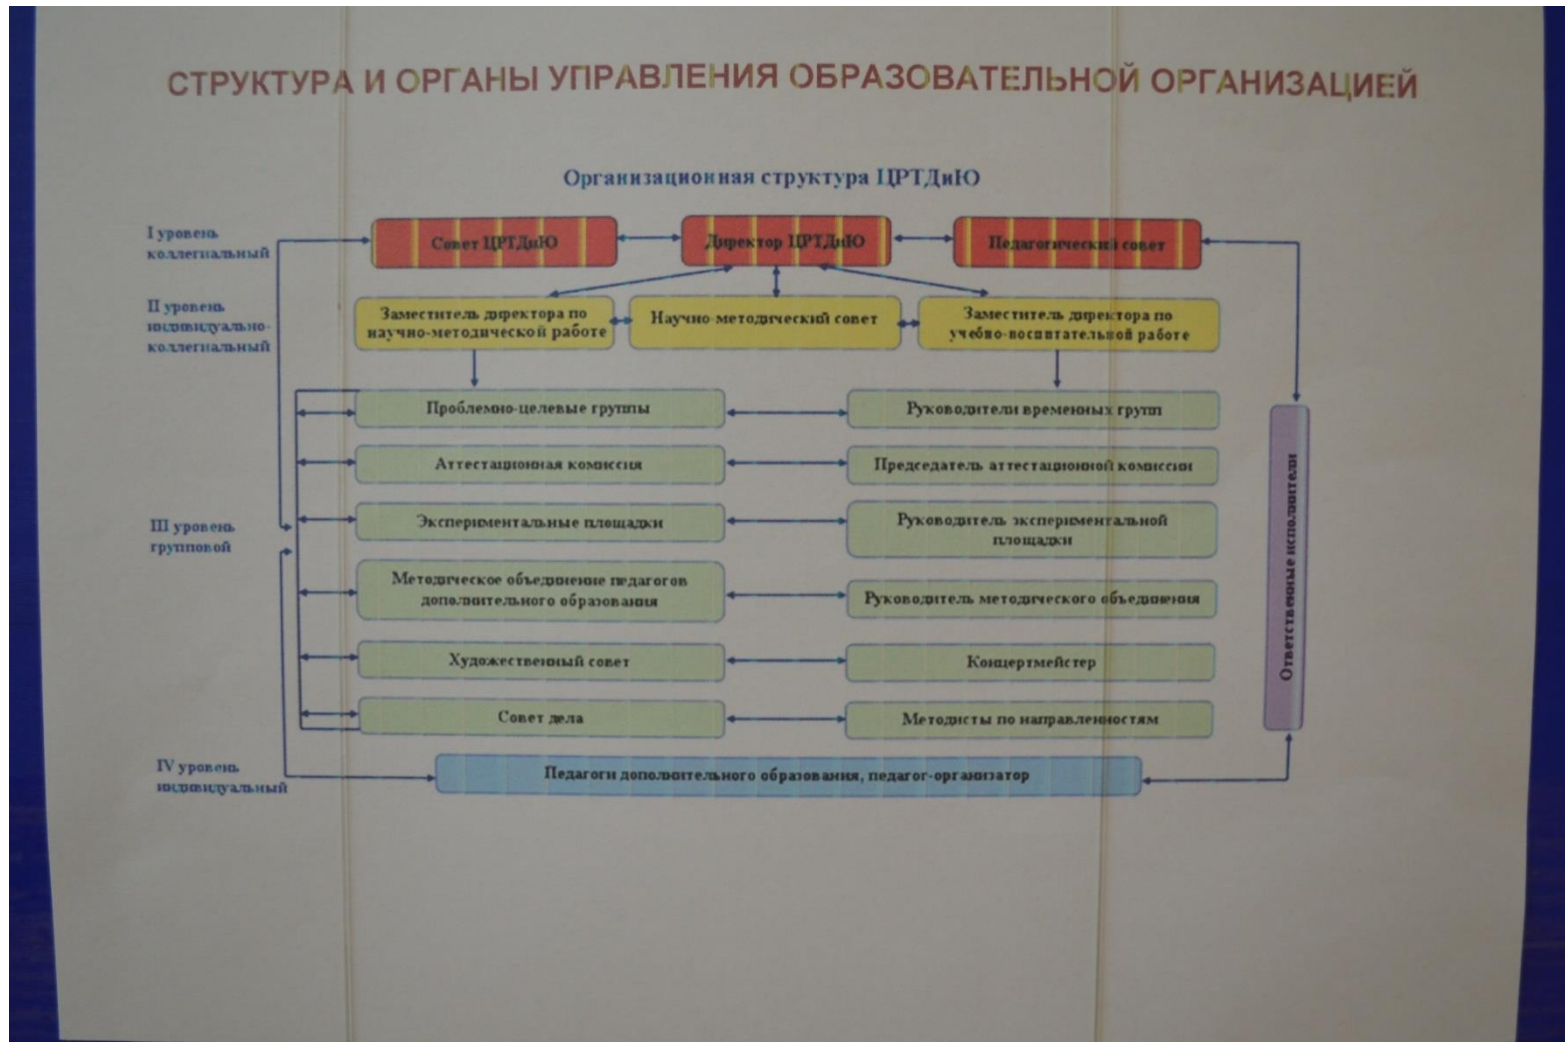 СТРУКТУРА И ОРГАНЫ УПРАВЛЕНИЯ ОБРАЗОВАТЕЛЬНОЙ ОРГАНИЗАЦИЕЙ
Организационная структура ЦРТДиЮ
I уровень
коллегиальный
Совет ЦРТДиЮ
Директор ЦРТДиЮ
Педагогический совет
II уровень
индивидуально-
коллегиальный
Заместитель директора по
научно-методической работе
Научно-методический совет
Заместитель директора по
учебно-воспитательной работе
Проблемно-целевые группы
Руководители временных групп
Аттестационная комиссия
Председатель аттестационной комиссии
III уровень
групповой
Экспериментальные площадки
Руководитель экспериментальной
площадки
Методическое объединение педагогов
дополнительного образования
Руководитель методического объединения
Художественный совет
Концертмейстер
Совет дела
Методисты по направленностям
Ответственные исполнители
IV уровень
индивидуальный
Педагоги дополнительного образования, педагог-организатор